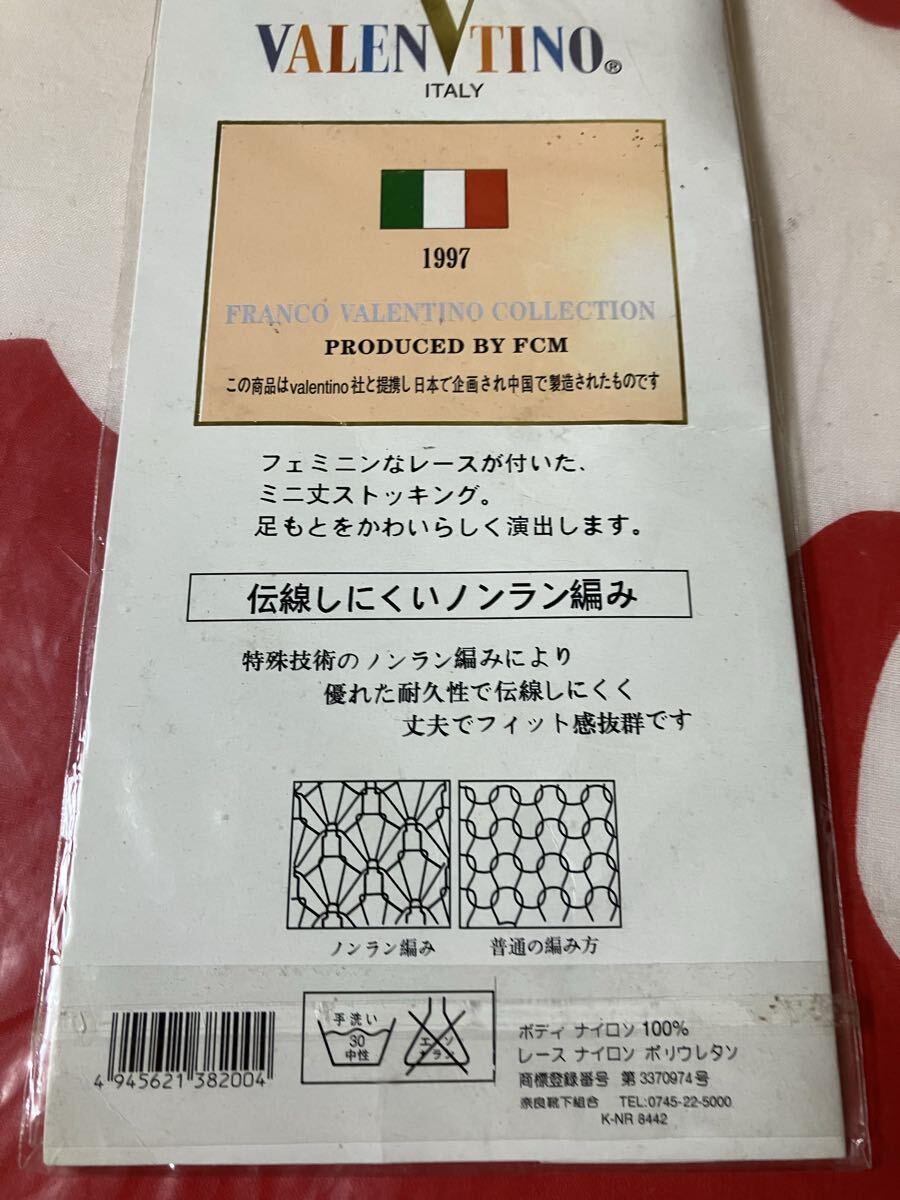 VALENTINO®
ITALY
1997
FRANCO VALENTINO COLLECTION
PRODUCED BY FCM
この商品はvalentino社と提携し日本で企画され中国で製造されたものです
フェミニンなレースが付いた、
ミニ丈ストッキング。
足もとをかわいらしく演出します。
伝線しにくいノンラン編み
特殊技術のノンラン編みにより
優れた耐久性で伝線しにくく
丈夫でフィット感抜群です
ノンラン編み 普通の編み方
手洗い
30
中性
エンソ
カラン
ボディ ナイロン 100%
レース ナイロン ポリウレタン
商標登録番号 第3370974号
奈良靴下組合 TEL:0745-22-5000
K-NR 8442
4 945621 382004